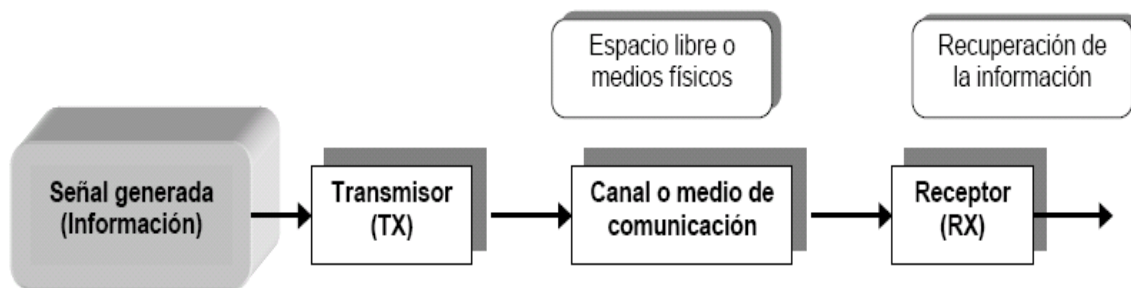 Espacio libre o
medios físicos
Recuperación de
la información
Señal generada
(Información)
Transmisor
(TX)
Canal o medio de
comunicación
Receptor
(RX)